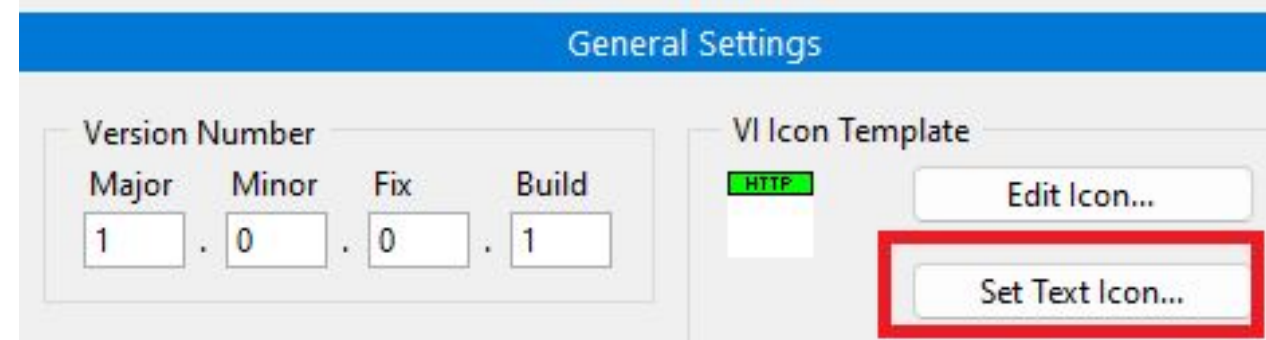 General Settings
Version Number
Major Minor Fix Build
1 . 0 . 0 . 1
VI Icon Template
HTTP
Edit Icon...
Set Text Icon...